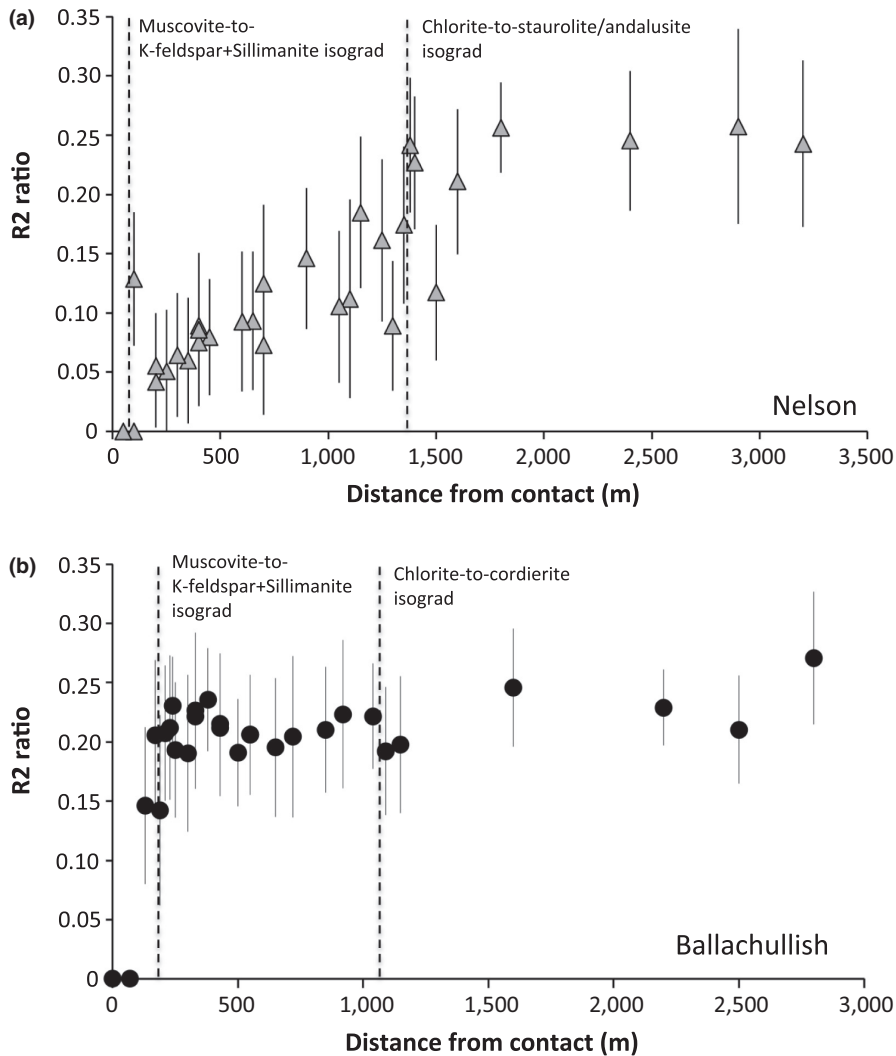 (a)
0.35
Muscovite-to-
K-feldspar+Sillimanite isograd
Chlorite-to-staurolite/andalusite
isograd
0.30
0.25
0.20
0.15
0.10
0.05
0
R2 ratio
Nelson
0 500 1,000 1,500 2,000 2,500 3,000 3,500
Distance from contact (m)
(b)
0.35
Muscovite-to-
K-feldspar+Sillimanite
isograd
Chlorite-to-cordierite
isograd
0.30
0.25
0.20
0.15
0.10
0.05
0
R2 ratio
Ballachullish
0 500 1,000 1,500 2,000 2,500 3,000
Distance from contact (m)